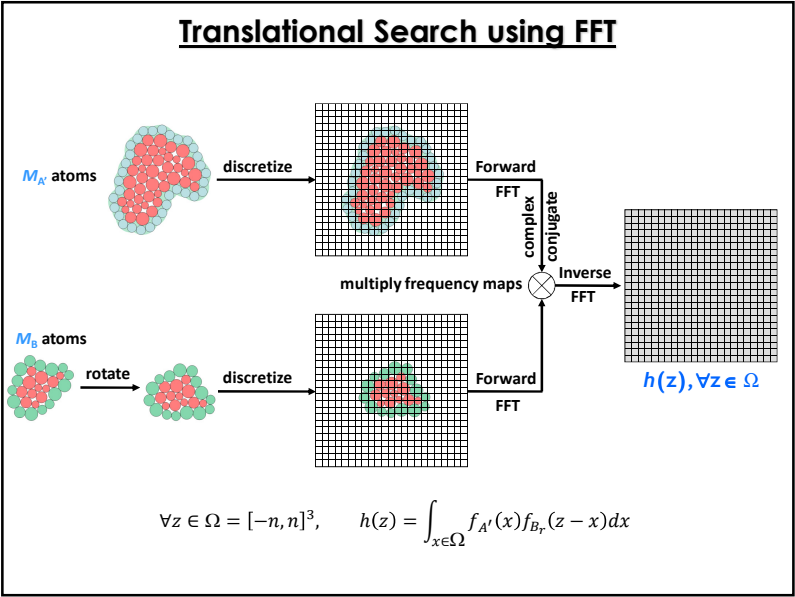 Translational Search using FFT
M_A′ atoms
discretize
Forward
FFT
complex
conjugate
multiply frequency maps
Inverse
FFT
M_B atoms
rotate
discretize
Forward
FFT
h(z), ∀z ∈ Ω
∀z ∈ Ω = [−n, n]³, h(z) = ∫_{x∈Ω} f_{A′}(x) f_{B_r}(z − x)dx